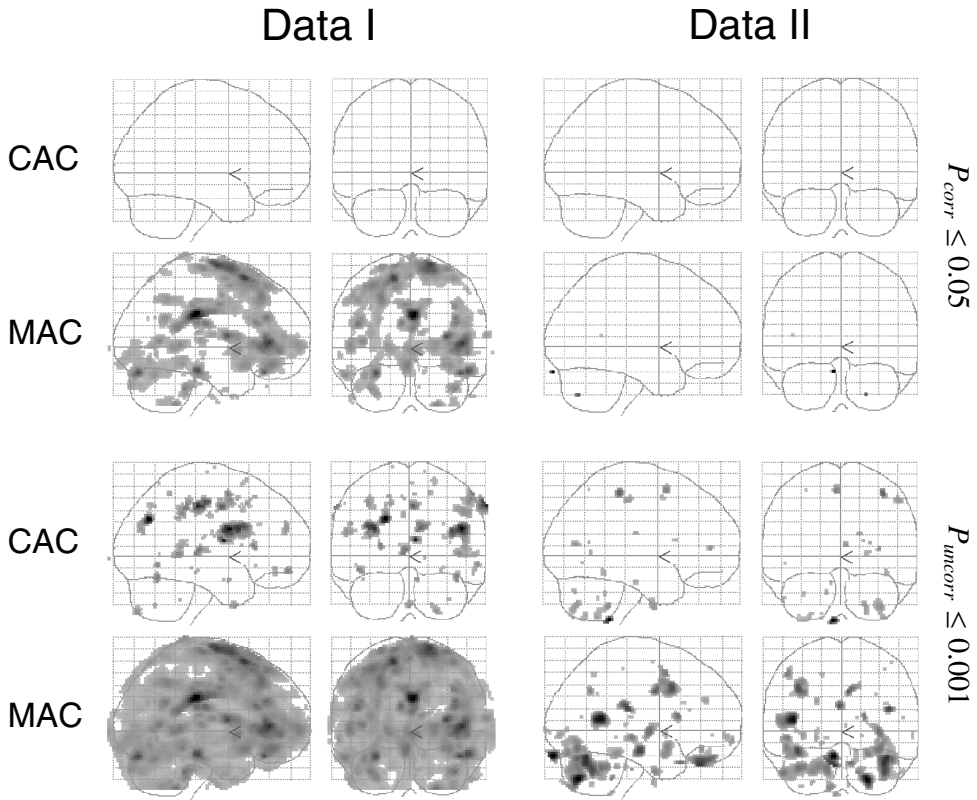 Data I Data II
CAC
MAC
P_corr ≤ 0.05
CAC
MAC
P_uncorr ≤ 0.001